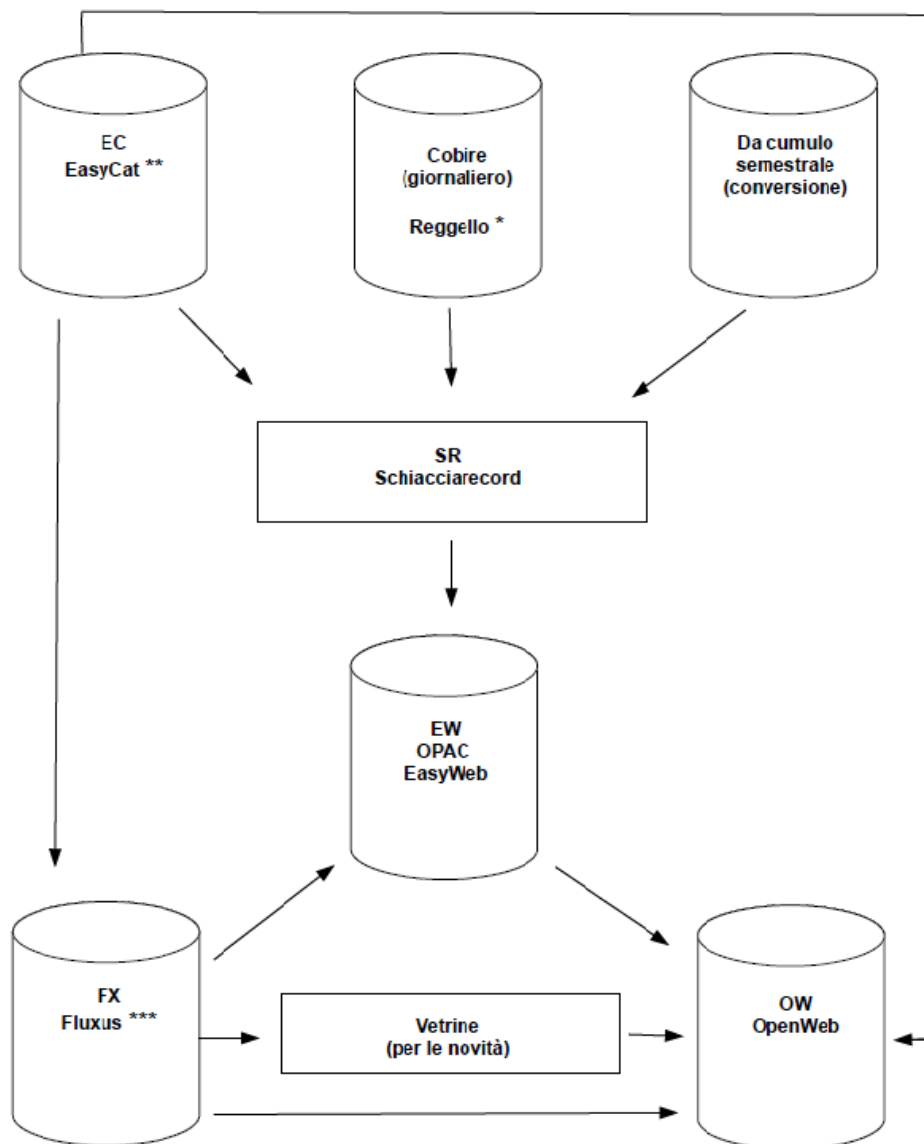 EC
EasyCat **
Cobire
(giornaliero)
Reggello *
Da cumulo
semestrale
(conversione)
SR
Schiacciarecord
EW
OPAC
EasyWeb
FX
Fluxus ***
Vetrine
(per le novità)
OW
OpenWeb